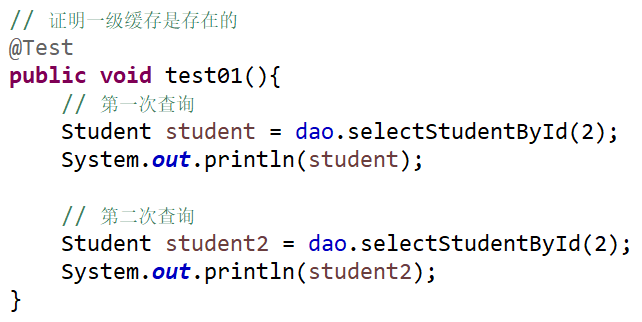 // 证明一级缓存是存在的
@Test
public void test01(){
    // 第一次查询
    Student student = dao.selectStudentById(2);
    System.out.println(student);

    // 第二次查询
    Student student2 = dao.selectStudentById(2);
    System.out.println(student2);
}